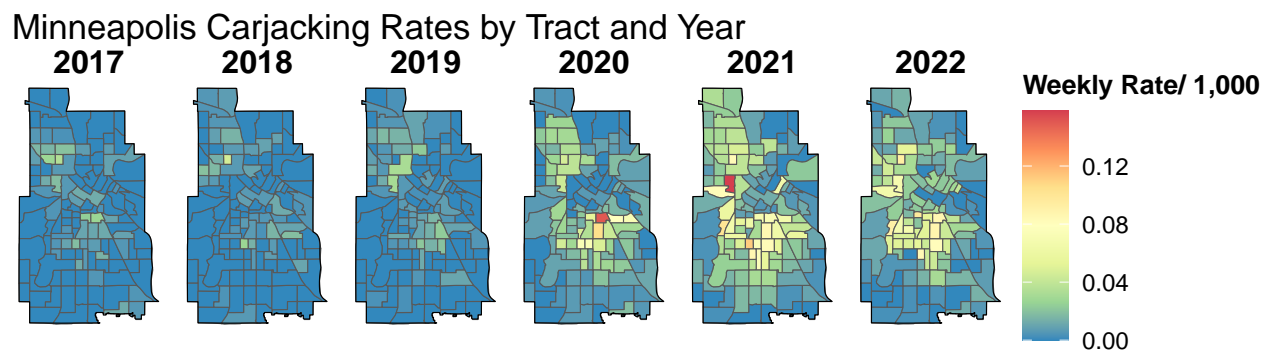 Minneapolis Carjacking Rates by Tract and Year
2017 2018 2019 2020 2021 2022
Weekly Rate/ 1,000
0.12
0.08
0.04
0.00